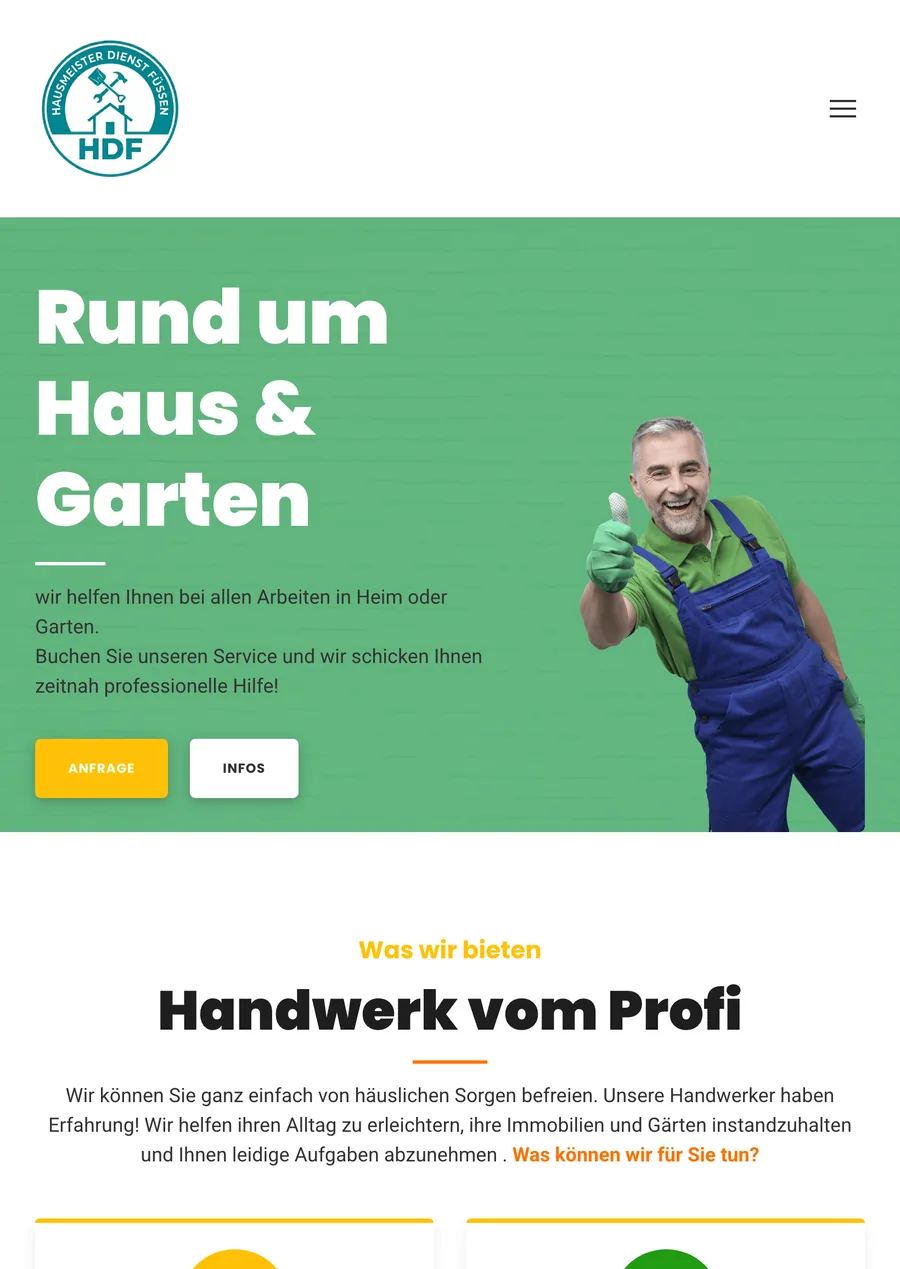 HAUSMEISTER DIENST FÜSSEN
HDF
Rund um
Haus &
Garten
wir helfen Ihnen bei allen Arbeiten in Heim oder
Garten.
Buchen Sie unseren Service und wir schicken Ihnen
zeitnah professionelle Hilfe!
ANFRAGE
INFOS
Was wir bieten
Handwerk vom Profi
Wir können Sie ganz einfach von häuslichen Sorgen befreien. Unsere Handwerker haben
Erfahrung! Wir helfen ihren Alltag zu erleichtern, ihre Immobilien und Gärten instandzuhalten
und Ihnen leidige Aufgaben abzunehmen . Was können wir für Sie tun?